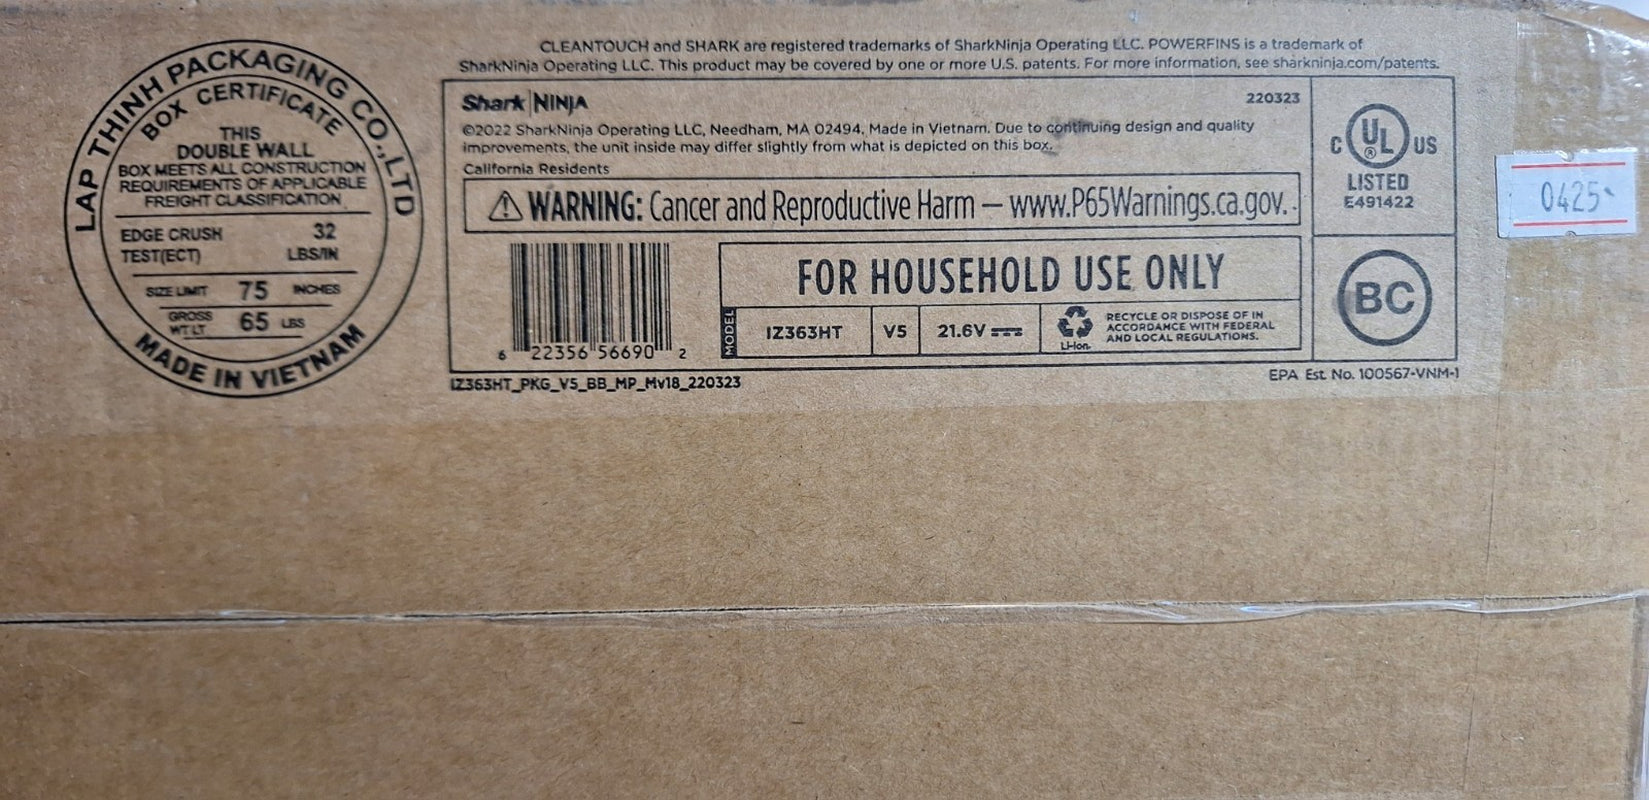 LAP THINH PACKAGING CO.,LTD
BOX CERTIFICATE
THIS
DOUBLE WALL
BOX MEETS ALL CONSTRUCTION
REQUIREMENTS OF APPLICABLE
FREIGHT CLASSIFICATION
EDGE CRUSH 32
TEST(ECT) LBS/IN
SIZE LIMIT 75 INCHES
GROSS
WT LT 65 LBS
MADE IN VIETNAM
CLEANTOUCH and SHARK are registered trademarks of SharkNinja Operating LLC. POWERFINS is a trademark of
SharkNinja Operating LLC. This product may be covered by one or more U.S. patents. For more information, see sharkninja.com/patents.
Shark | NINJA 220323
©2022 SharkNinja Operating LLC, Needham, MA 02494. Made in Vietnam. Due to continuing design and quality
improvements, the unit inside may differ slightly from what is depicted on this box.
California Residents
⚠ WARNING: Cancer and Reproductive Harm – www.P65Warnings.ca.gov.
6 22356 56690 2
FOR HOUSEHOLD USE ONLY
MODEL IZ363HT V5 21.6V
Li-Ion
RECYCLE OR DISPOSE OF IN
ACCORDANCE WITH FEDERAL
AND LOCAL REGULATIONS.
C UL® US
LISTED
E491422
BC
IZ363HT_PKG_V5_BB_MP_Mv18_220323
EPA Est. No. 100567-VNM-1
0425